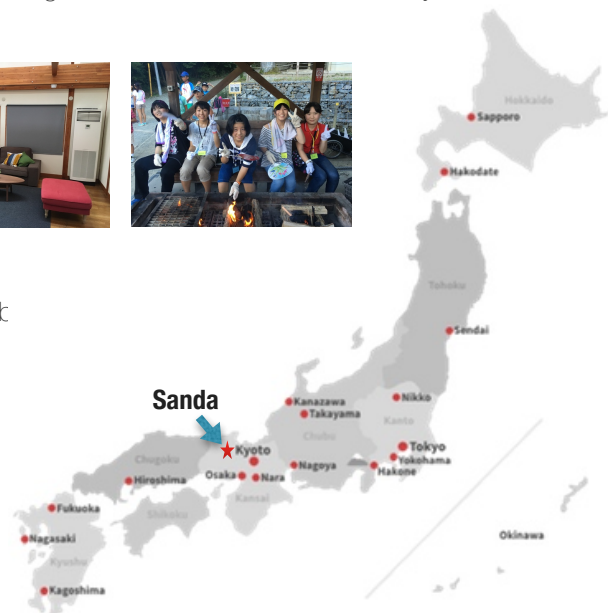 Hokkaido
Sapporo
Hakodate
Tohoku
Sendai
Sanda
Kanazawa
Takayama
Nikko
Kanto
Chubu
Kyoto
Tokyo
Yokohama
Chugoku
Osaka
Nara
Nagoya
Hakone
Hiroshima
Kansai
Fukuoka
Shikoku
Okinawa
Nagasaki
Kyushu
Kagoshima